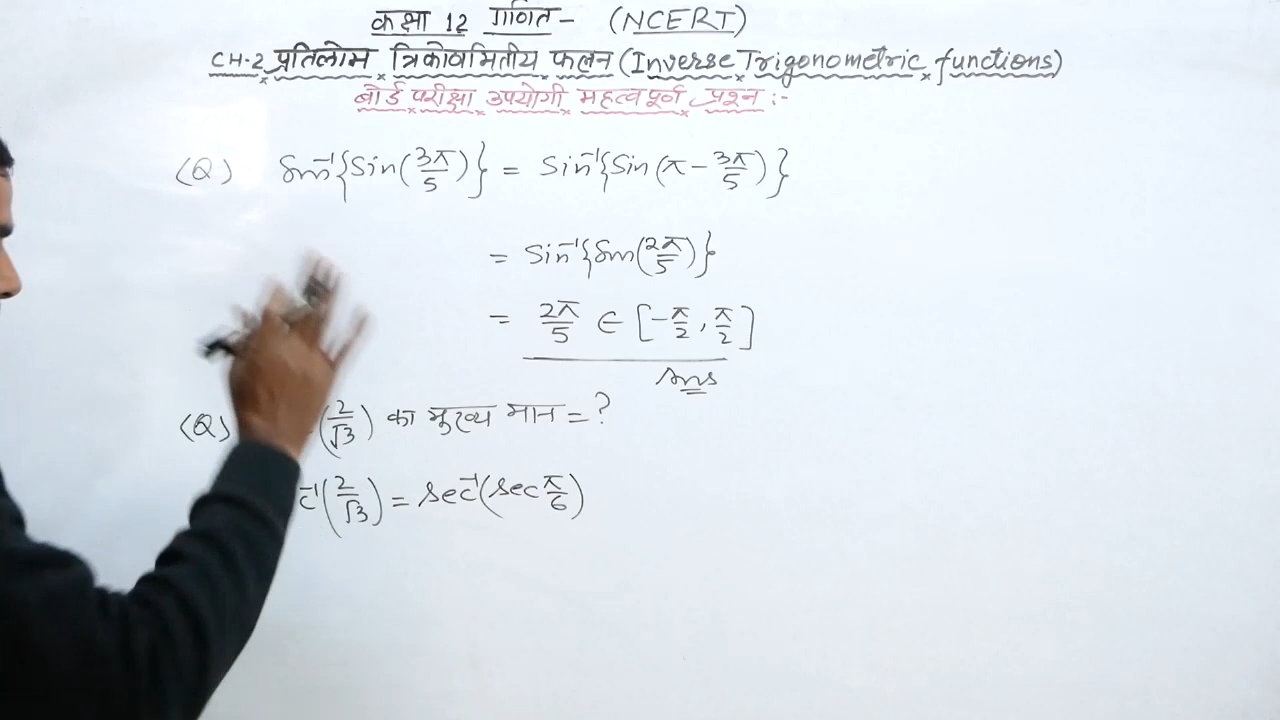 कक्षा 12 गणित - (NCERT)
CH-2 प्रतिलोम त्रिकोणमितीय फलन (Inverse Trigonometric functions)
बोर्ड परीक्षा उपयोगी महत्वपूर्ण प्रश्न :-
(Q) Sin⁻¹{Sin(3π/5)} = Sin⁻¹{Sin(π - 3π/5)}
= Sin⁻¹{Sin(2π/5)}
= 2π/5 ∈ [-π/2, π/2]
Ans
(Q) (2/√3) का मुख्य मान = ?
c⁻¹(2/√3) = Sec⁻¹(Sec π/6)